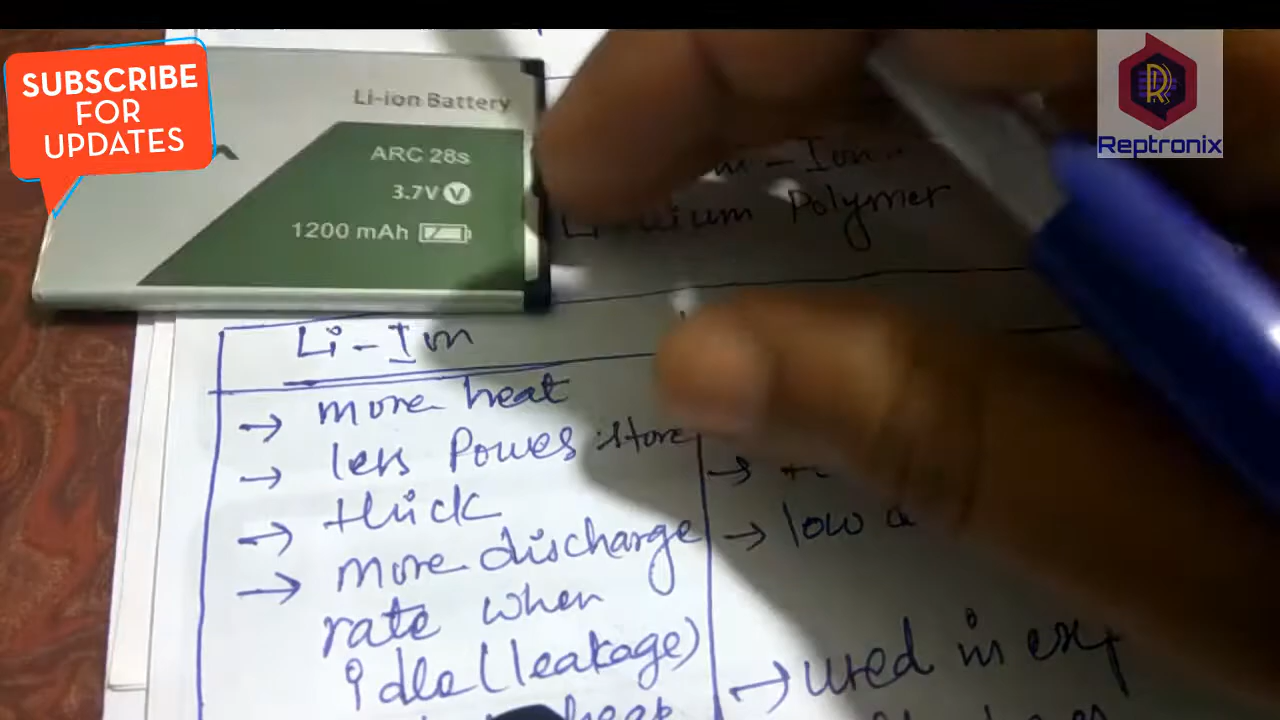 SUBSCRIBE
FOR
UPDATES
Li-ion Battery
ARC 28s
3.7V
1200 mAh
Reptronix
- Ion
Polymer
Li-Im
→ more heat
→ less Power store
→ thick
→ more discharge
rate when
idle (leakage)
→
→ low
→ used in